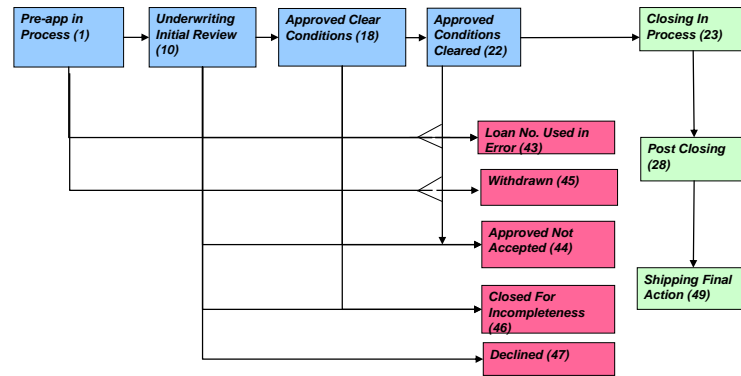 Pre-app in
Process (1)
Underwriting
Initial Review
(10)
Approved Clear
Conditions (18)
Approved
Conditions
Cleared
(22)
Closing In
Process (23)
Loan No. Used in
Error (43)
Post Closing
(28)
Withdrawn (45)
Approved Not
Accepted (44)
Shipping Final
Action (49)
Closed For
Incompleteness
(46)
Declined (47)